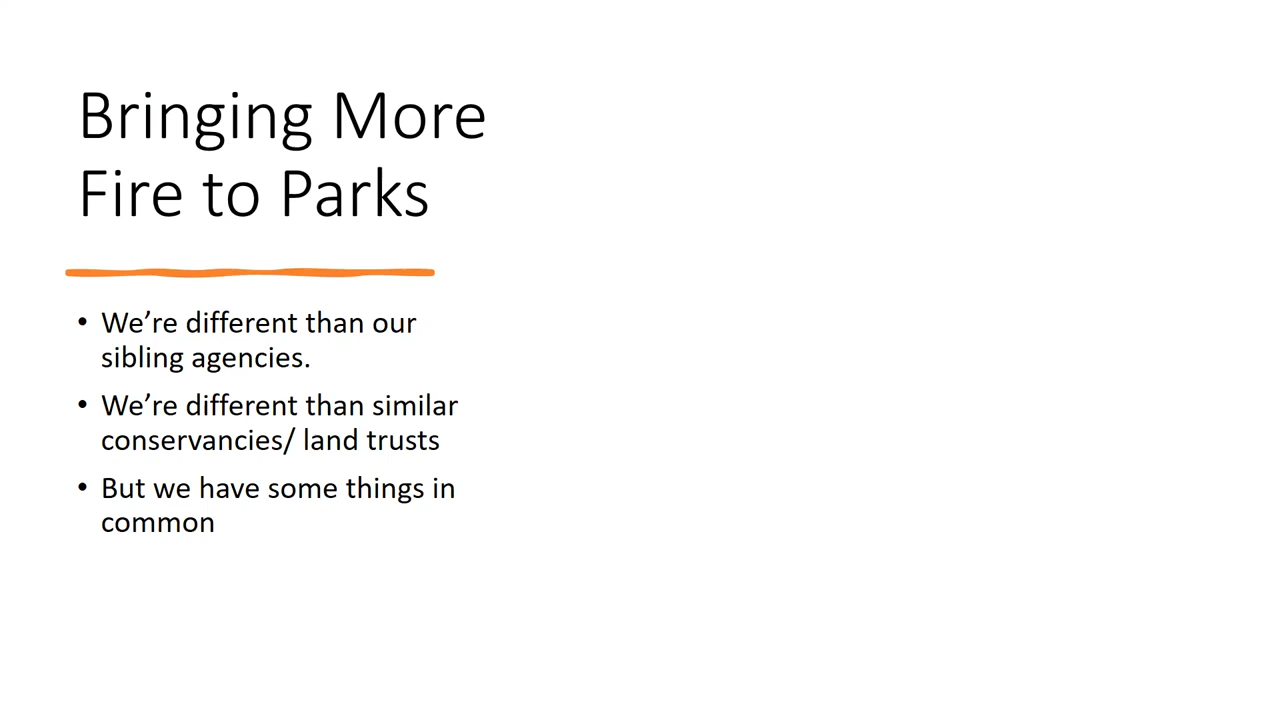 Bringing More
Fire to Parks
• We’re different than our
sibling agencies.
• We’re different than similar
conservancies/ land trusts
• But we have some things in
common